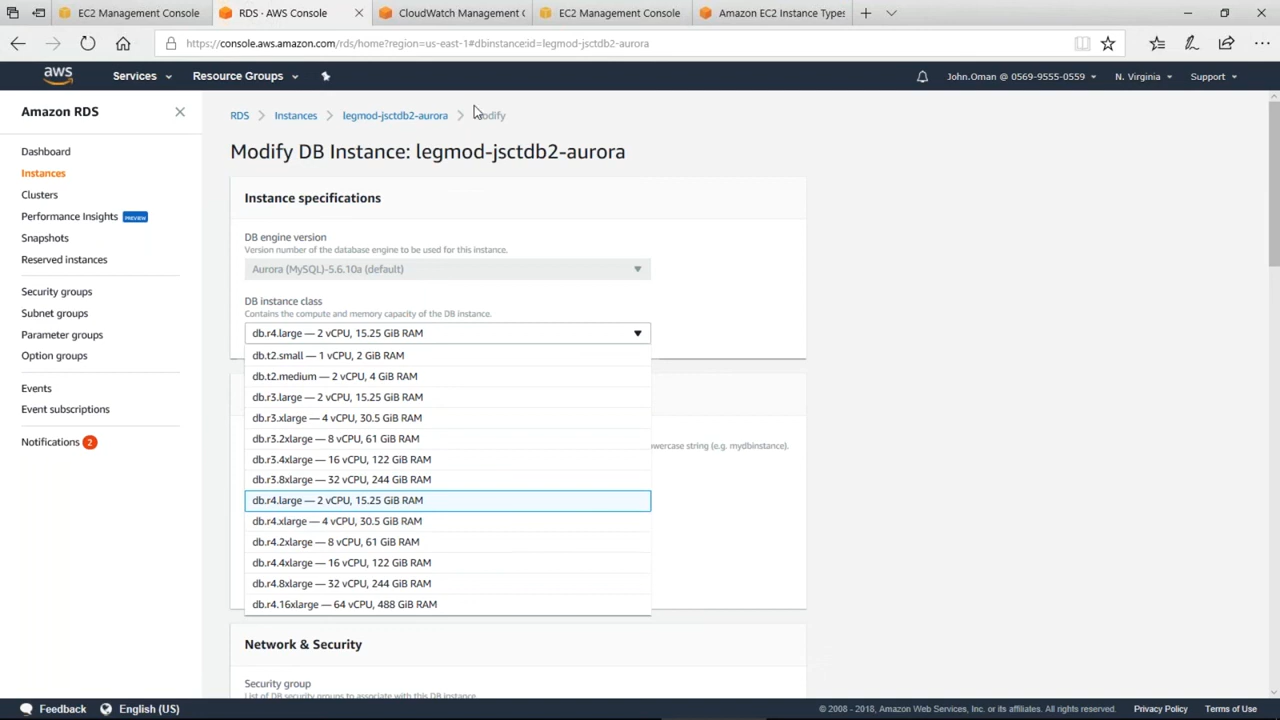 EC2 Management Console
RDS · AWS Console
CloudWatch Management C
EC2 Management Console
Amazon EC2 Instance Types
https://console.aws.amazon.com/rds/home?region=us-east-1#dbinstance:id=legmod-jsctdb2-aurora
aws
Services
Resource Groups
John.Oman @ 0569-9555-0559
N. Virginia
Support
Amazon RDS
Dashboard
Instances
Clusters
Performance Insights PREVIEW
Snapshots
Reserved instances
Security groups
Subnet groups
Parameter groups
Option groups
Events
Event subscriptions
Notifications 2
RDS
Instances
legmod-jsctdb2-aurora
Modify
Modify DB Instance: legmod-jsctdb2-aurora
Instance specifications
DB engine version
Version number of the database engine to be used for this instance.
Aurora (MySQL)-5.6.10a (default)
DB instance class
Contains the compute and memory capacity of the DB instance.
db.r4.large — 2 vCPU, 15.25 GiB RAM
db.t2.small — 1 vCPU, 2 GiB RAM
db.t2.medium — 2 vCPU, 4 GiB RAM
db.r3.large — 2 vCPU, 15.25 GiB RAM
db.r3.xlarge — 4 vCPU, 30.5 GiB RAM
db.r3.2xlarge — 8 vCPU, 61 GiB RAM
db.r3.4xlarge — 16 vCPU, 122 GiB RAM
db.r3.8xlarge — 32 vCPU, 244 GiB RAM
db.r4.large — 2 vCPU, 15.25 GiB RAM
db.r4.xlarge — 4 vCPU, 30.5 GiB RAM
db.r4.2xlarge — 8 vCPU, 61 GiB RAM
db.r4.4xlarge — 16 vCPU, 122 GiB RAM
db.r4.8xlarge — 32 vCPU, 244 GiB RAM
db.r4.16xlarge — 64 vCPU, 488 GiB RAM
owercase string (e.g. mydbinstance).
Network & Security
Security group
List of DB security groups to associate with this DB instance.
Feedback
English (US)
© 2008 - 2018, Amazon Web Services, Inc. or its affiliates. All rights reserved.
Privacy Policy
Terms of Use